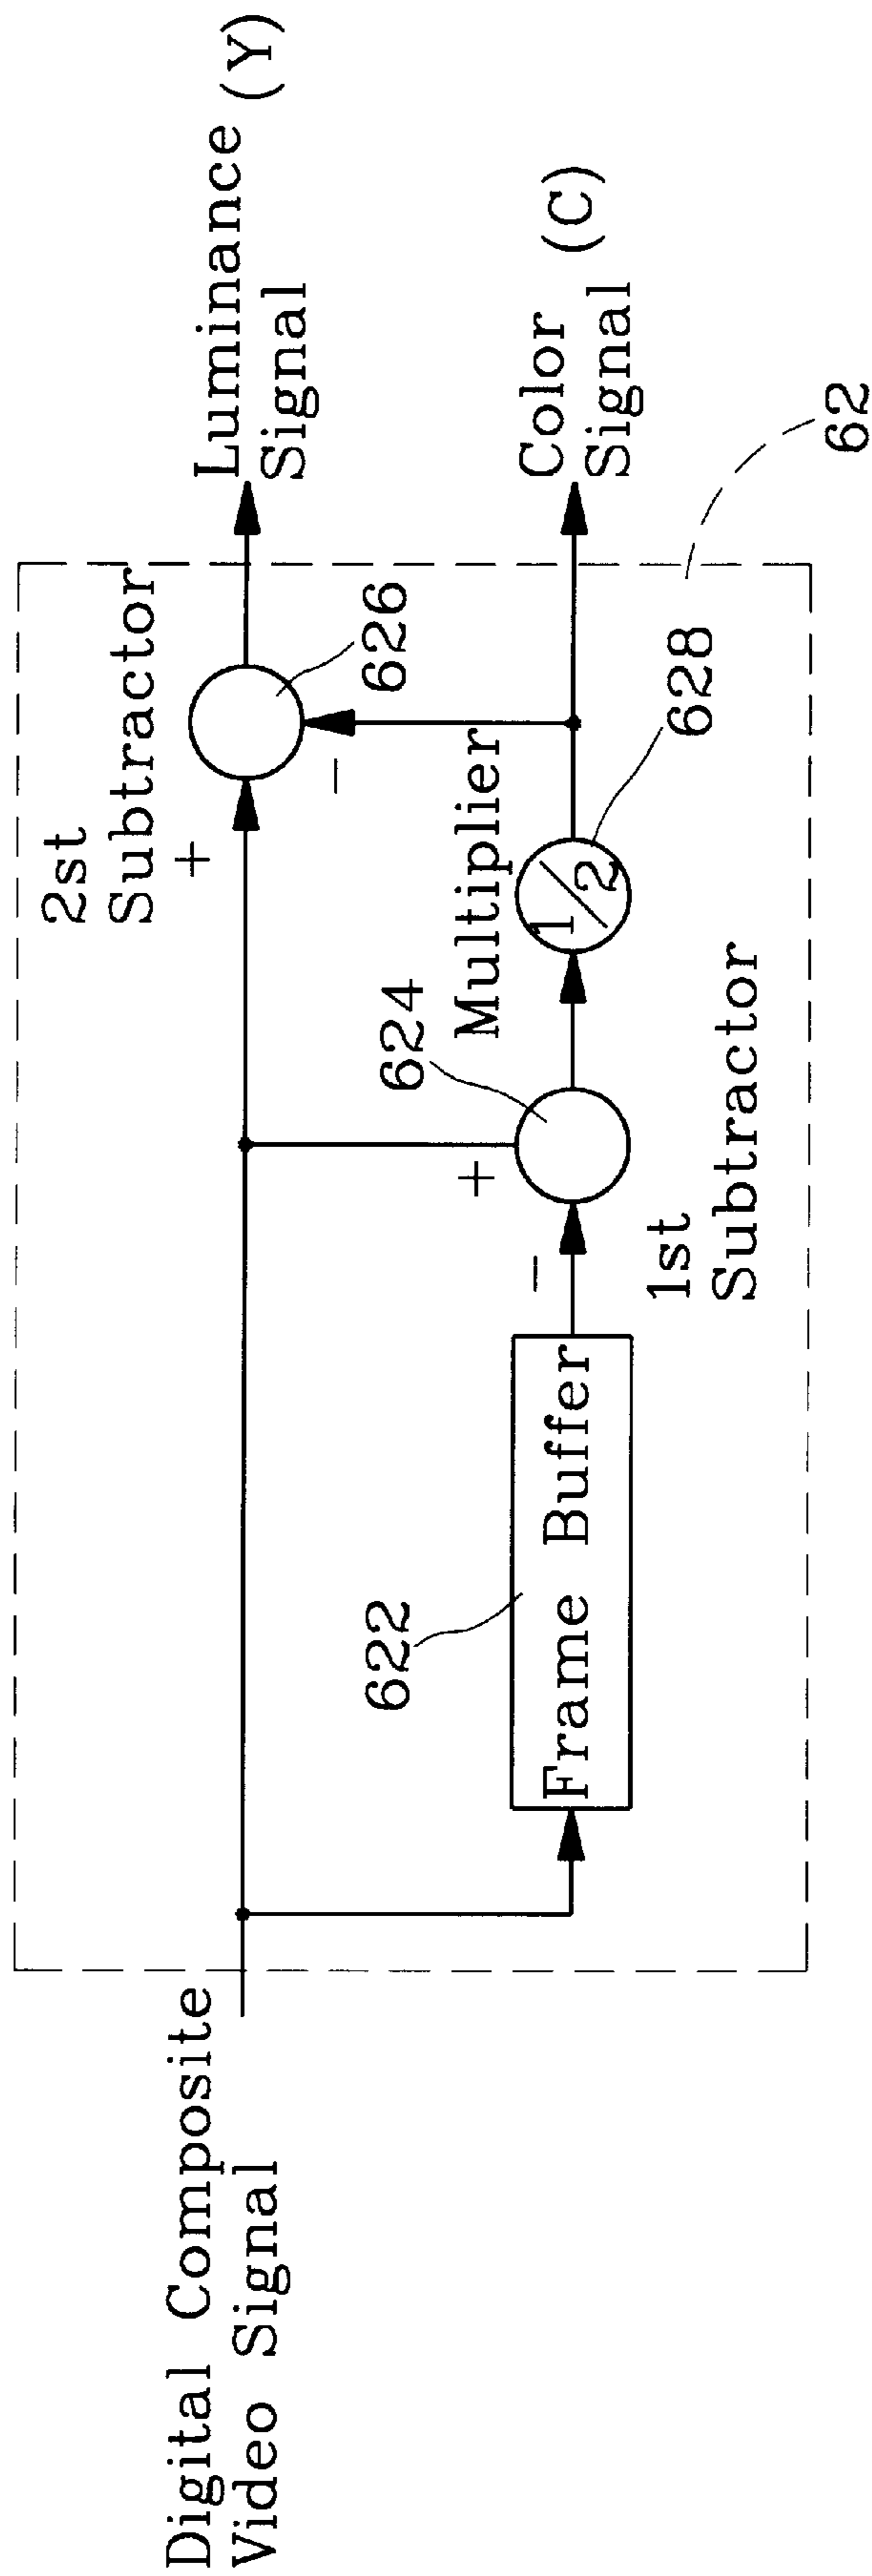 Digital Composite
Video Signal
622
Frame Buffer
-
+
1st
Subtractor
624
Multiplier
1/2
628
2st
Subtractor
+
-
626
Luminance (Y)
Signal
Color (C)
Signal
62